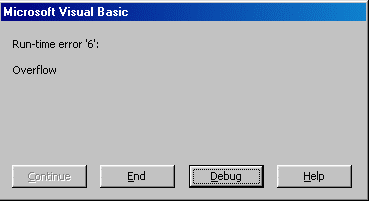 Microsoft Visual Basic
Run-time error '6':
Overflow
Continue End Debug Help